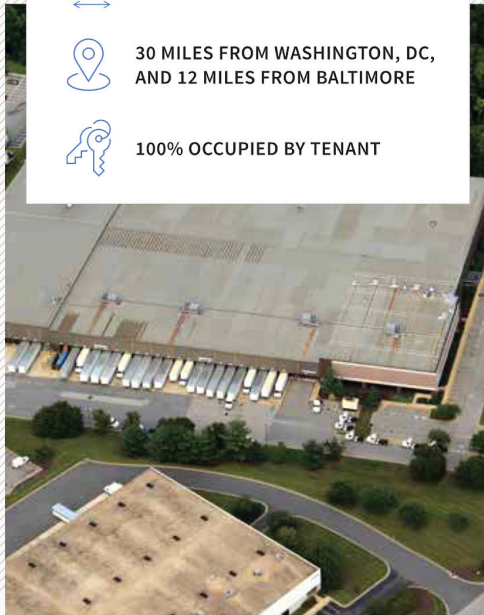 30 MILES FROM WASHINGTON, DC,
AND 12 MILES FROM BALTIMORE
100% OCCUPIED BY TENANT